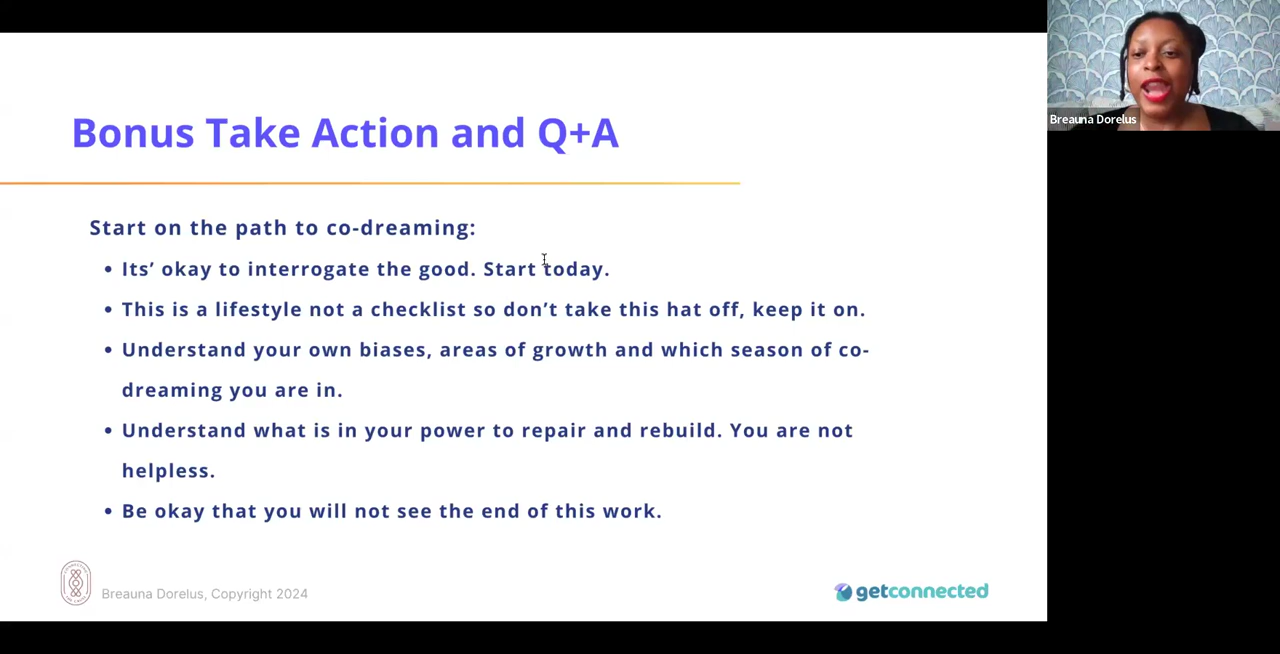 Bonus Take Action and Q+A
Breauna Dorelus
Start on the path to co-dreaming:
• Its’ okay to interrogate the good. Start today.
• This is a lifestyle not a checklist so don’t take this hat off, keep it on.
• Understand your own biases, areas of growth and which season of co-
dreaming you are in.
• Understand what is in your power to repair and rebuild. You are not
helpless.
• Be okay that you will not see the end of this work.
Breauna Dorelus, Copyright 2024
getconnected